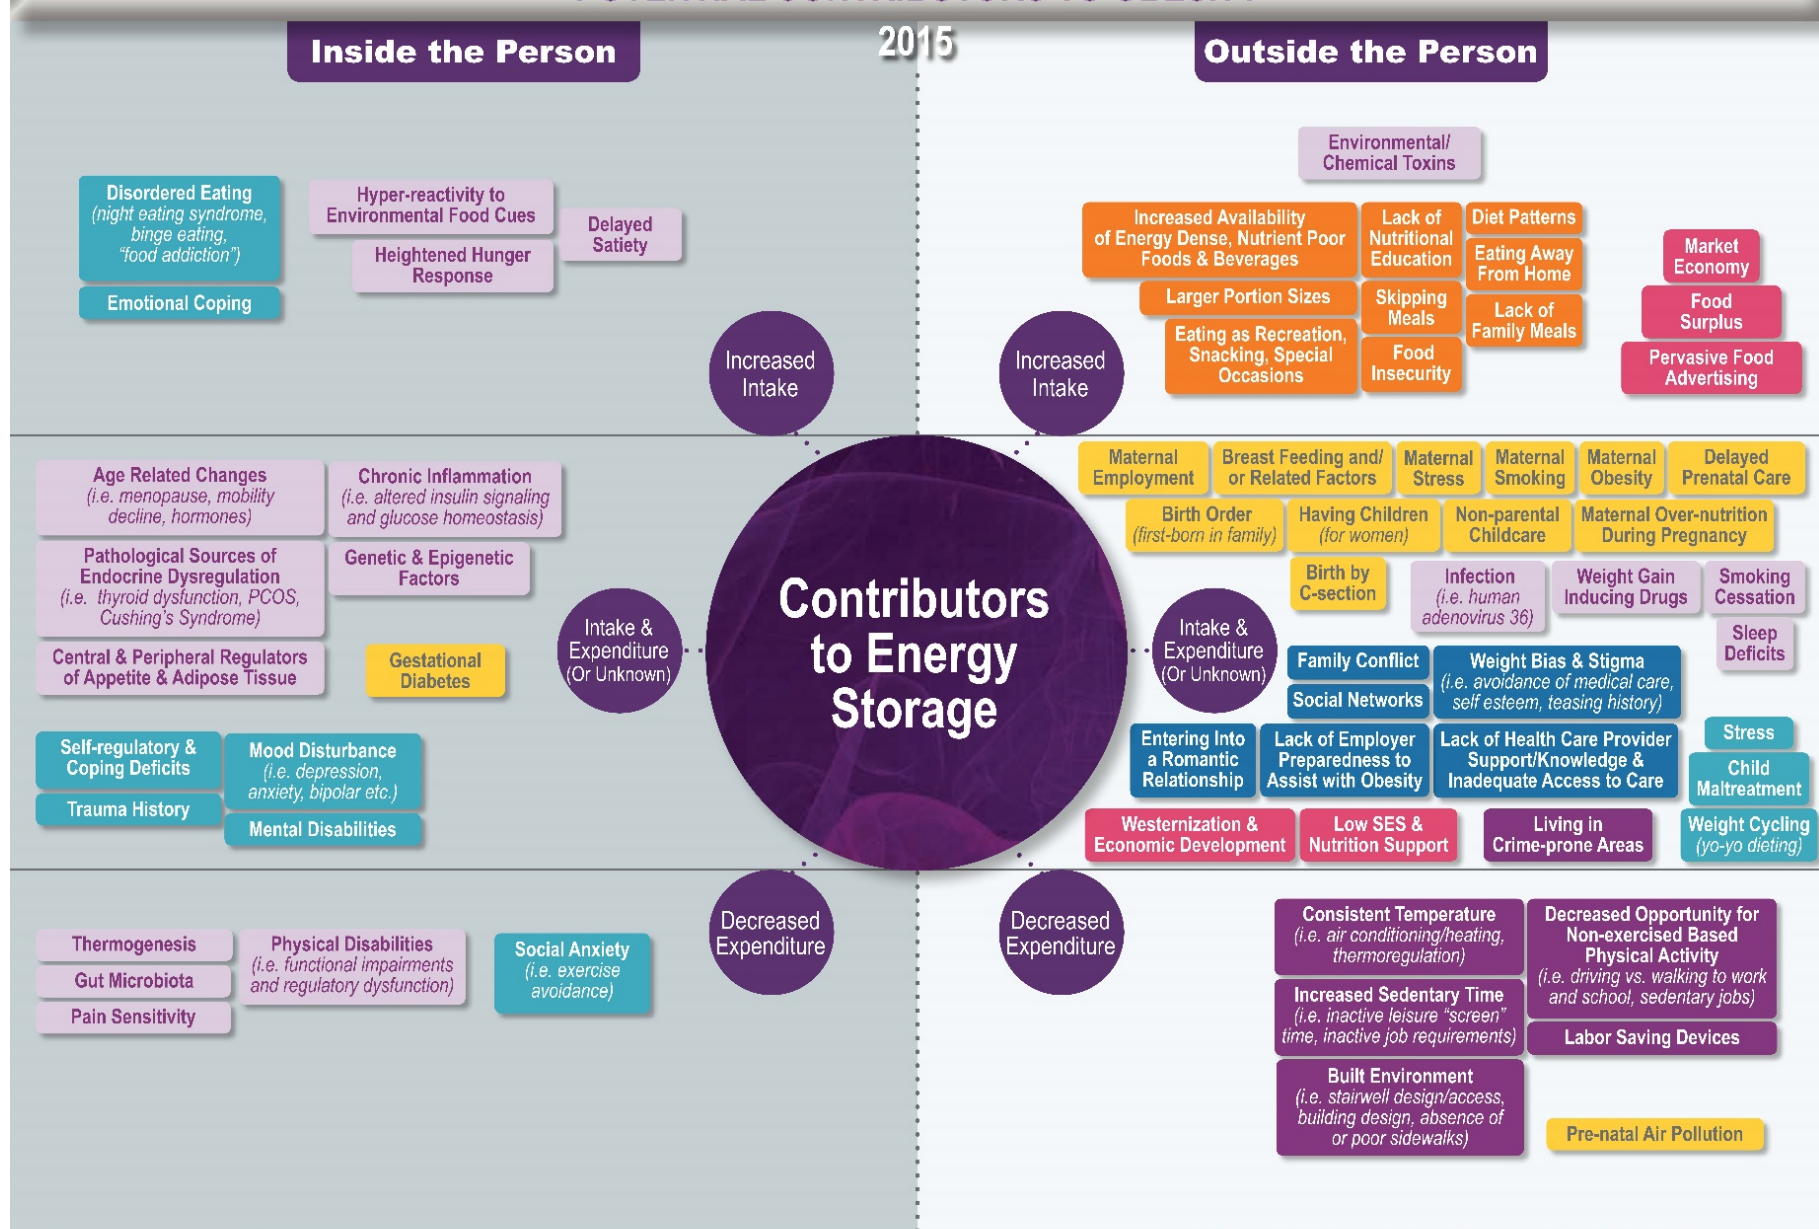 POTENTIAL CONTRIBUTORS TO OBESITY
2015
Inside the Person
Outside the Person
Disordered Eating
(night eating syndrome,
binge eating,
“food addiction”)
Emotional Coping
Hyper-reactivity to
Environmental Food Cues
Heightened Hunger
Response
Delayed
Satiety
Increased
Intake
Environmental/
Chemical Toxins
Increased Availability
of Energy Dense, Nutrient Poor
Foods & Beverages
Larger Portion Sizes
Eating as Recreation,
Snacking, Special
Occasions
Lack of
Nutritional
Education
Skipping
Meals
Food
Insecurity
Diet Patterns
Eating Away
From Home
Lack of
Family Meals
Market
Economy
Food
Surplus
Pervasive Food
Advertising
Increased
Intake
Age Related Changes
(i.e. menopause, mobility
decline, hormones)
Chronic Inflammation
(i.e. altered insulin signaling
and glucose homeostasis)
Pathological Sources of
Endocrine Dysregulation
(i.e. thyroid dysfunction, PCOS,
Cushing’s Syndrome)
Genetic & Epigenetic
Factors
Central & Peripheral Regulators
of Appetite & Adipose Tissue
Gestational
Diabetes
Intake &
Expenditure
(Or Unknown)
Self-regulatory &
Coping Deficits
Trauma History
Mood Disturbance
(i.e. depression,
anxiety, bipolar etc.)
Mental Disabilities
Contributors
to Energy
Storage
Intake &
Expenditure
(Or Unknown)
Maternal
Employment
Breast Feeding and/
or Related Factors
Maternal
Stress
Maternal
Smoking
Maternal
Obesity
Delayed
Prenatal Care
Birth Order
(first-born in family)
Having Children
(for women)
Non-parental
Childcare
Maternal Over-nutrition
During Pregnancy
Birth by
C-section
Infection
(i.e. human
adenovirus 36)
Weight Gain
Inducing Drugs
Smoking
Cessation
Sleep
Deficits
Family Conflict
Social Networks
Weight Bias & Stigma
(i.e. avoidance of medical care,
self esteem, teasing history)
Entering Into
a Romantic
Relationship
Lack of Employer
Preparedness to
Assist with Obesity
Lack of Health Care Provider
Support/Knowledge &
Inadequate Access to Care
Stress
Child
Maltreatment
Weight Cycling
(yo-yo dieting)
Westernization &
Economic Development
Low SES &
Nutrition Support
Living in
Crime-prone Areas
Thermogenesis
Gut Microbiota
Pain Sensitivity
Physical Disabilities
(i.e. functional impairments
and regulatory dysfunction)
Social Anxiety
(i.e. exercise
avoidance)
Decreased
Expenditure
Decreased
Expenditure
Consistent Temperature
(i.e. air conditioning/heating,
thermoregulation)
Increased Sedentary Time
(i.e. inactive leisure “screen”
time, inactive job requirements)
Built Environment
(i.e. stairwell design/access,
building design, absence of
or poor sidewalks)
Decreased Opportunity for
Non-exercised Based
Physical Activity
(i.e. driving vs. walking to work
and school, sedentary jobs)
Labor Saving Devices
Pre-natal Air Pollution